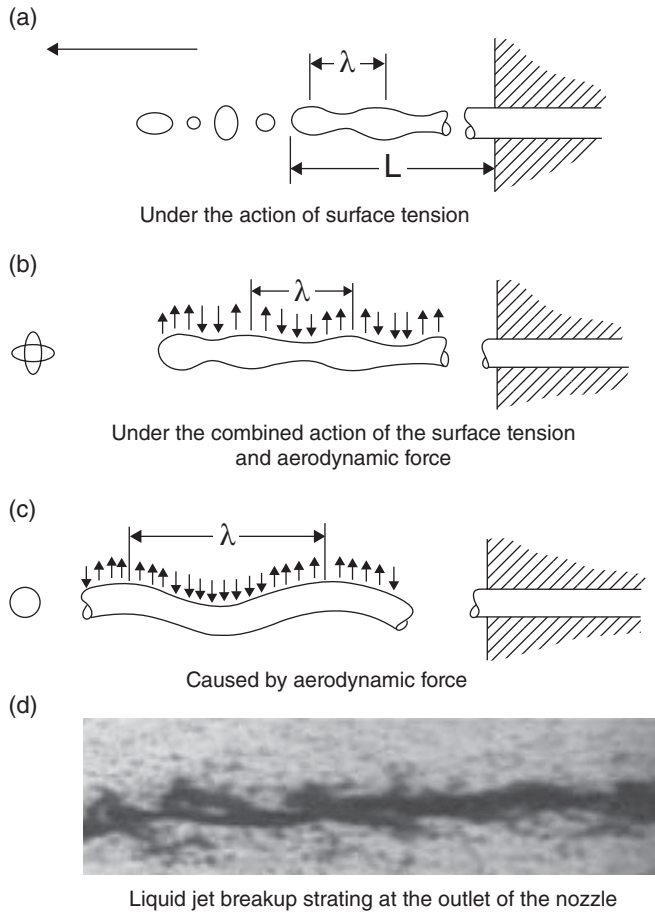 (a)
λ
L
Under the action of surface tension
(b)
λ
Under the combined action of the surface tension
and aerodynamic force
(c)
λ
Caused by aerodynamic force
(d)
Liquid jet breakup strating at the outlet of the nozzle